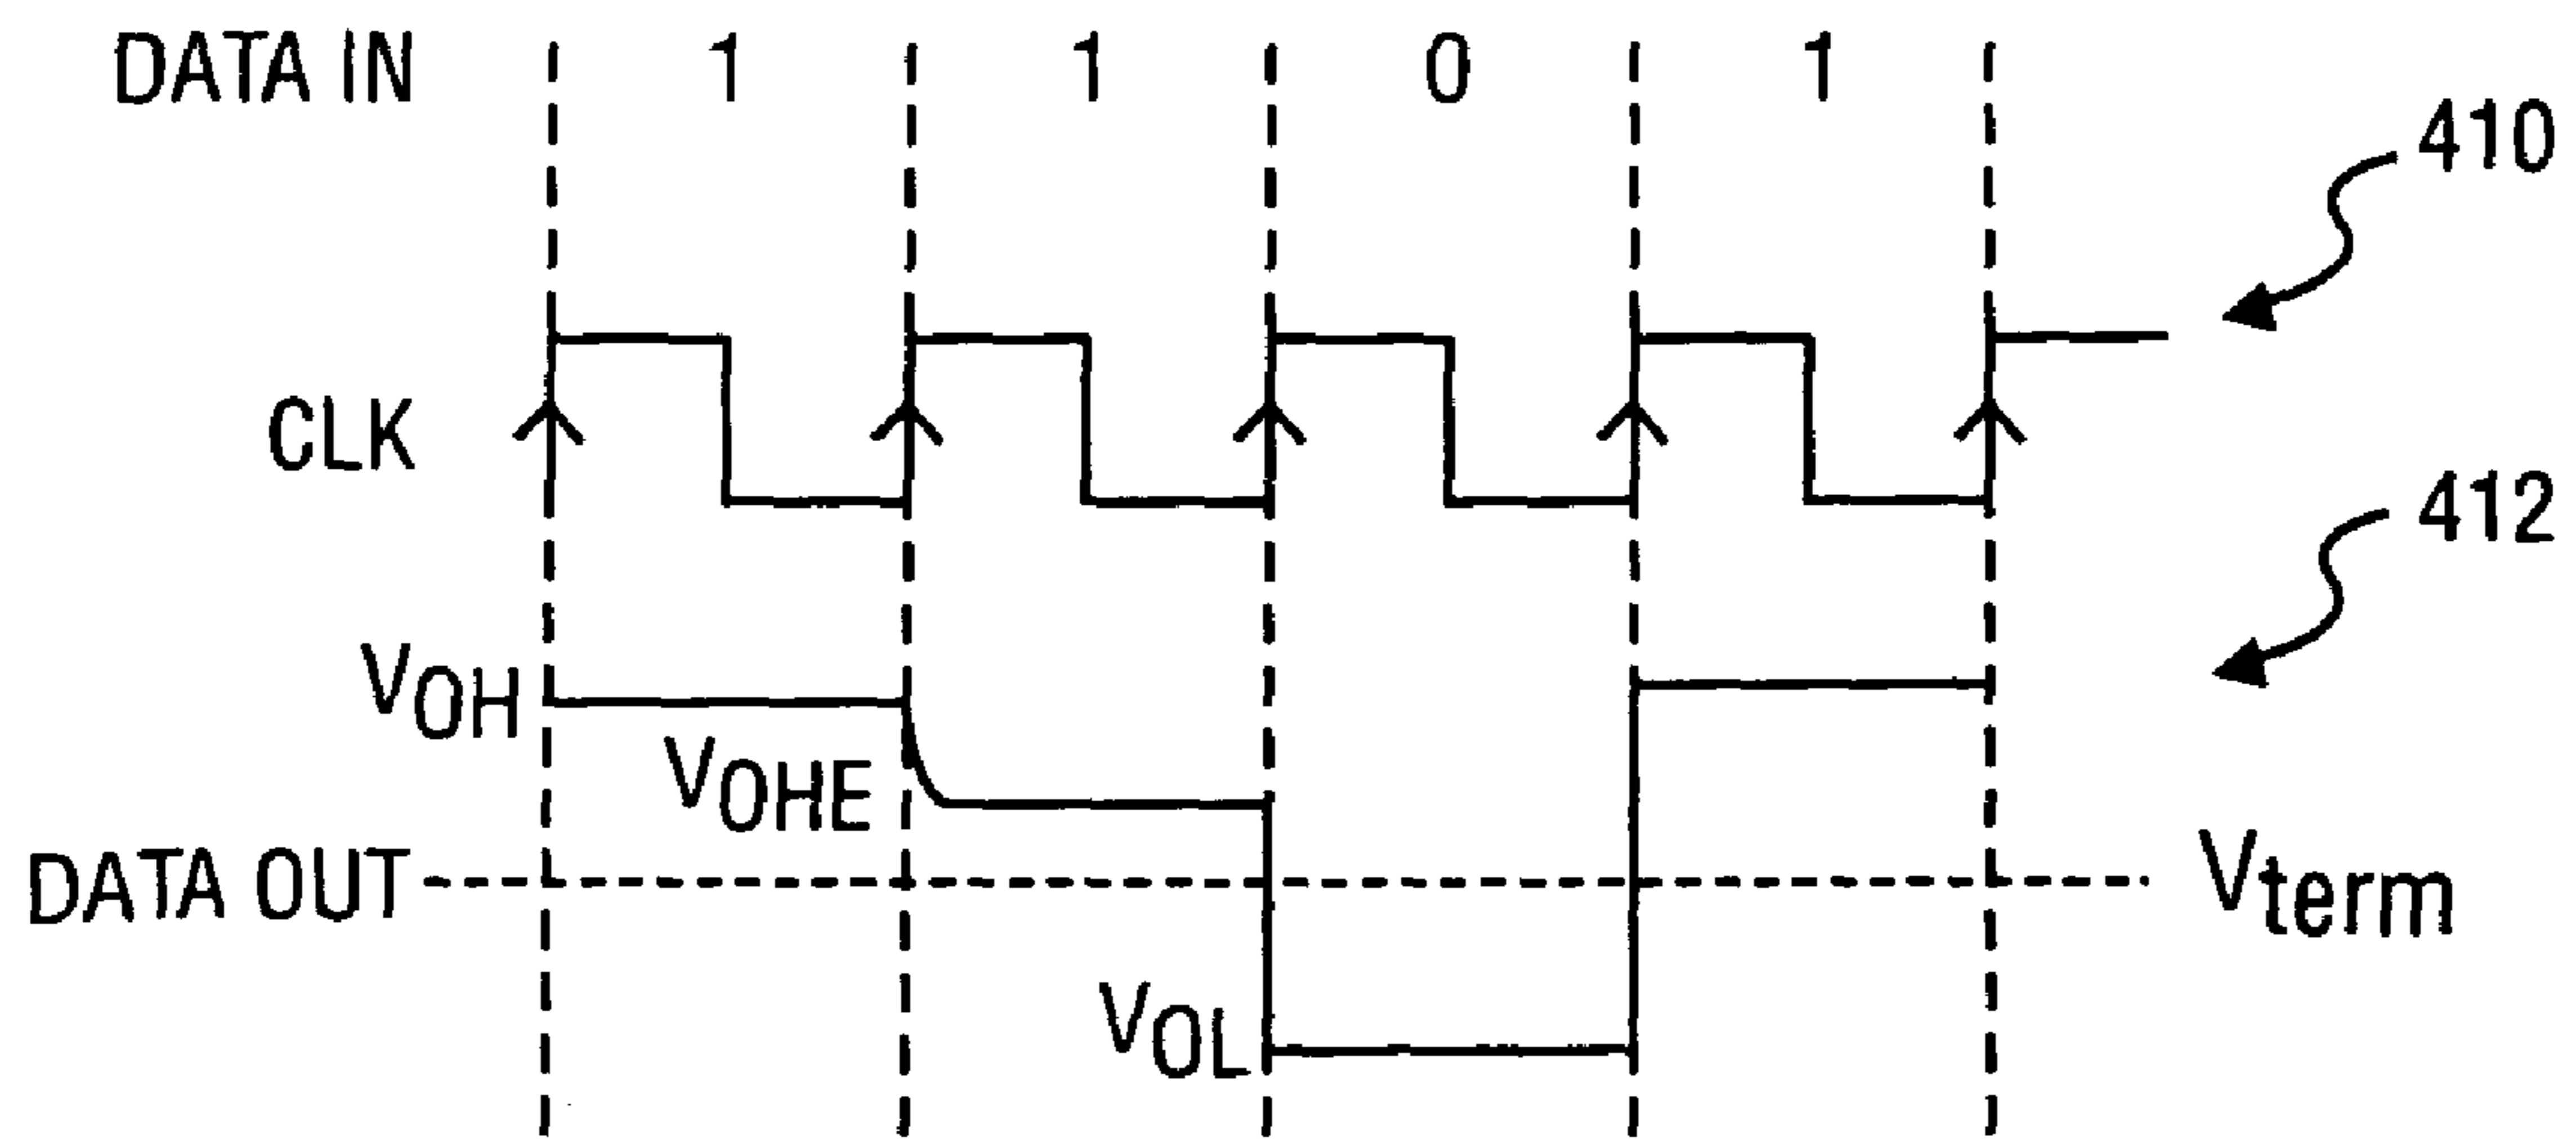 DATA IN 1 1 0 1
410
CLK
412
VOH
VOHE
DATA OUT Vterm
VOL